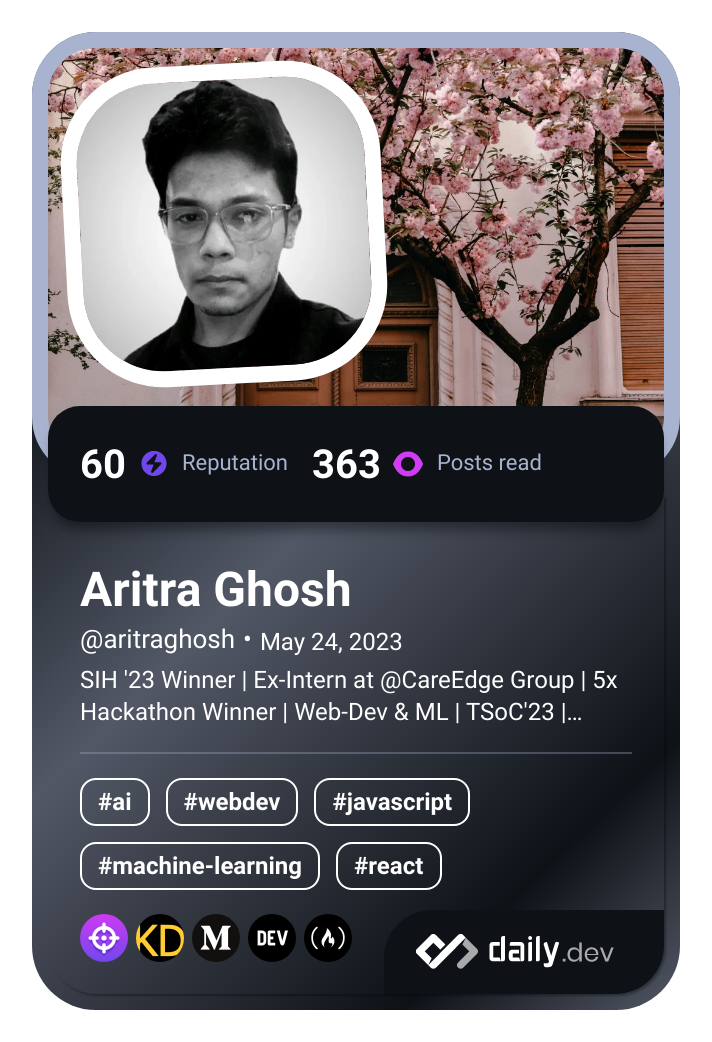 60 Reputation 363 Posts read
Aritra Ghosh
@aritraghosh • May 24, 2023
SIH '23 Winner | Ex-Intern at @CareEdge Group | 5x
Hackathon Winner | Web-Dev & ML | TSoC'23 |...
#ai #webdev #javascript
#machine-learning #react
KD M DEV
daily.dev